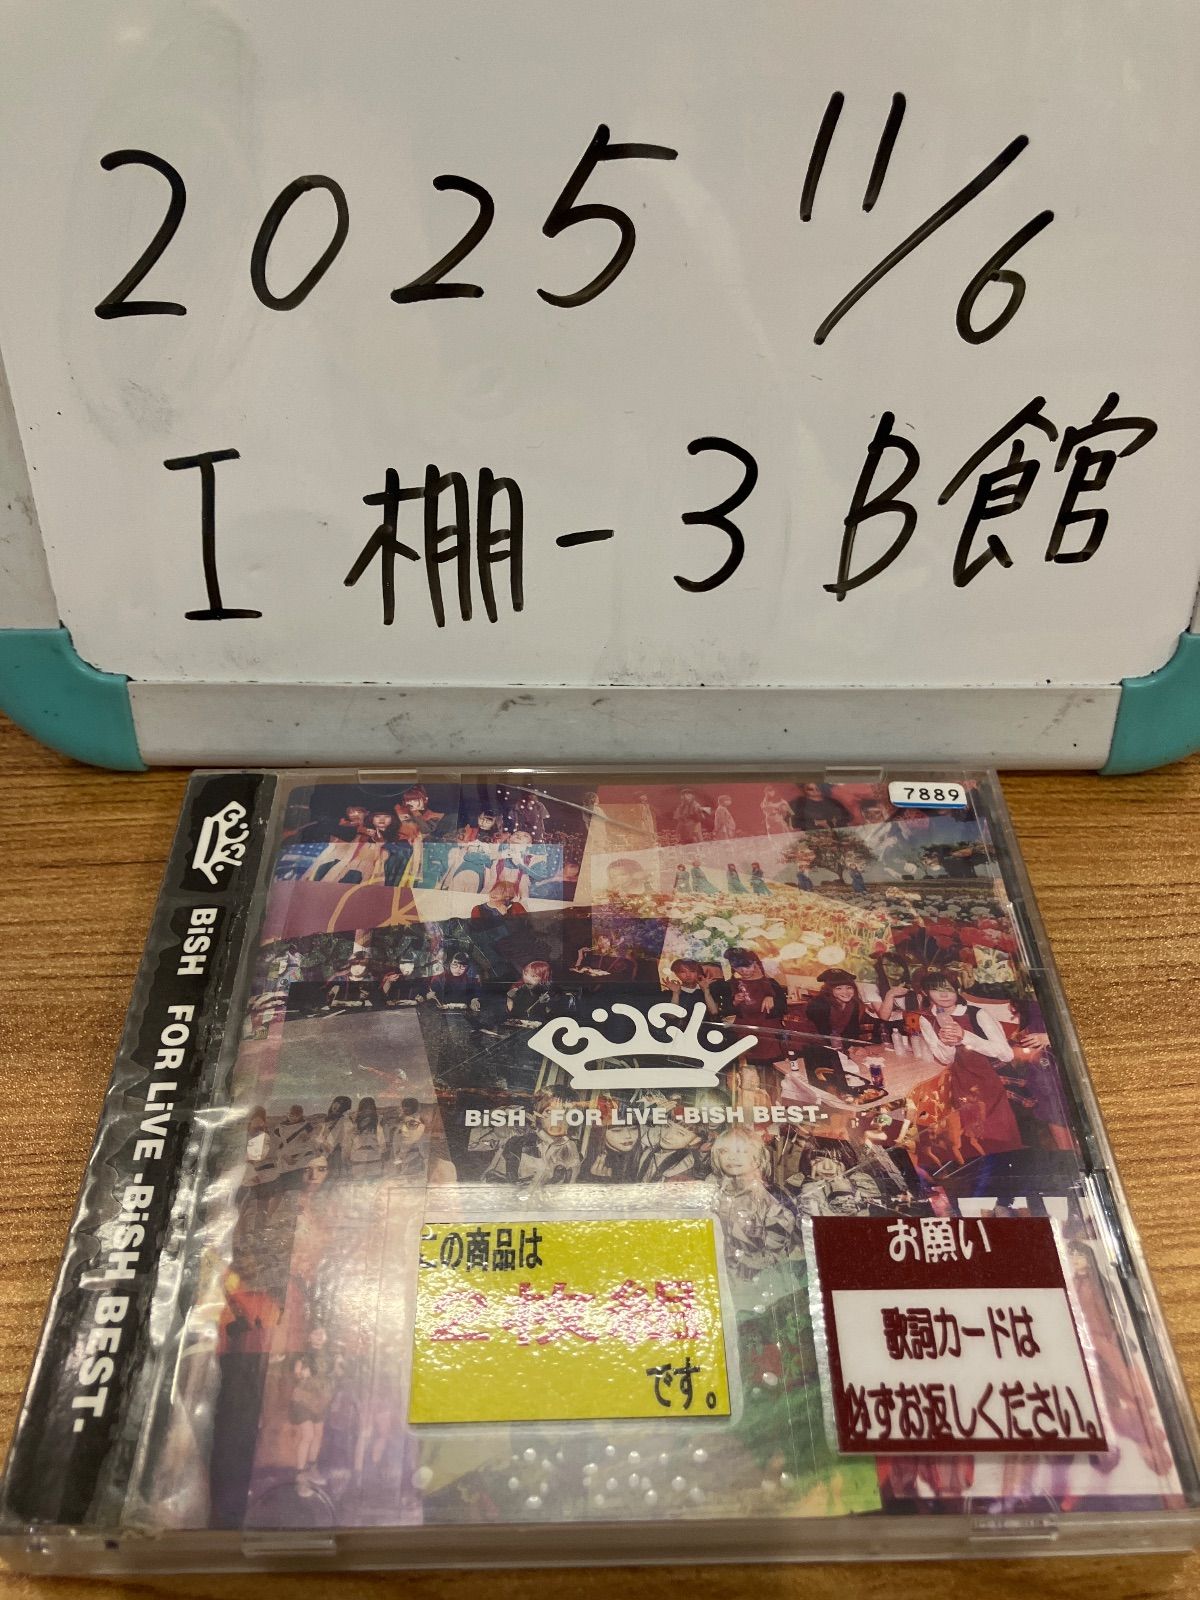 2025 11/6
I 棚-3 B館
7889
BiSH
BiSH FOR LiVE -BiSH BEST-
BiSH
BiSH FOR LiVE -BiSH BEST-
この商品は
2枚組
です。
お願い
歌詞カードは
必ずお返しください。